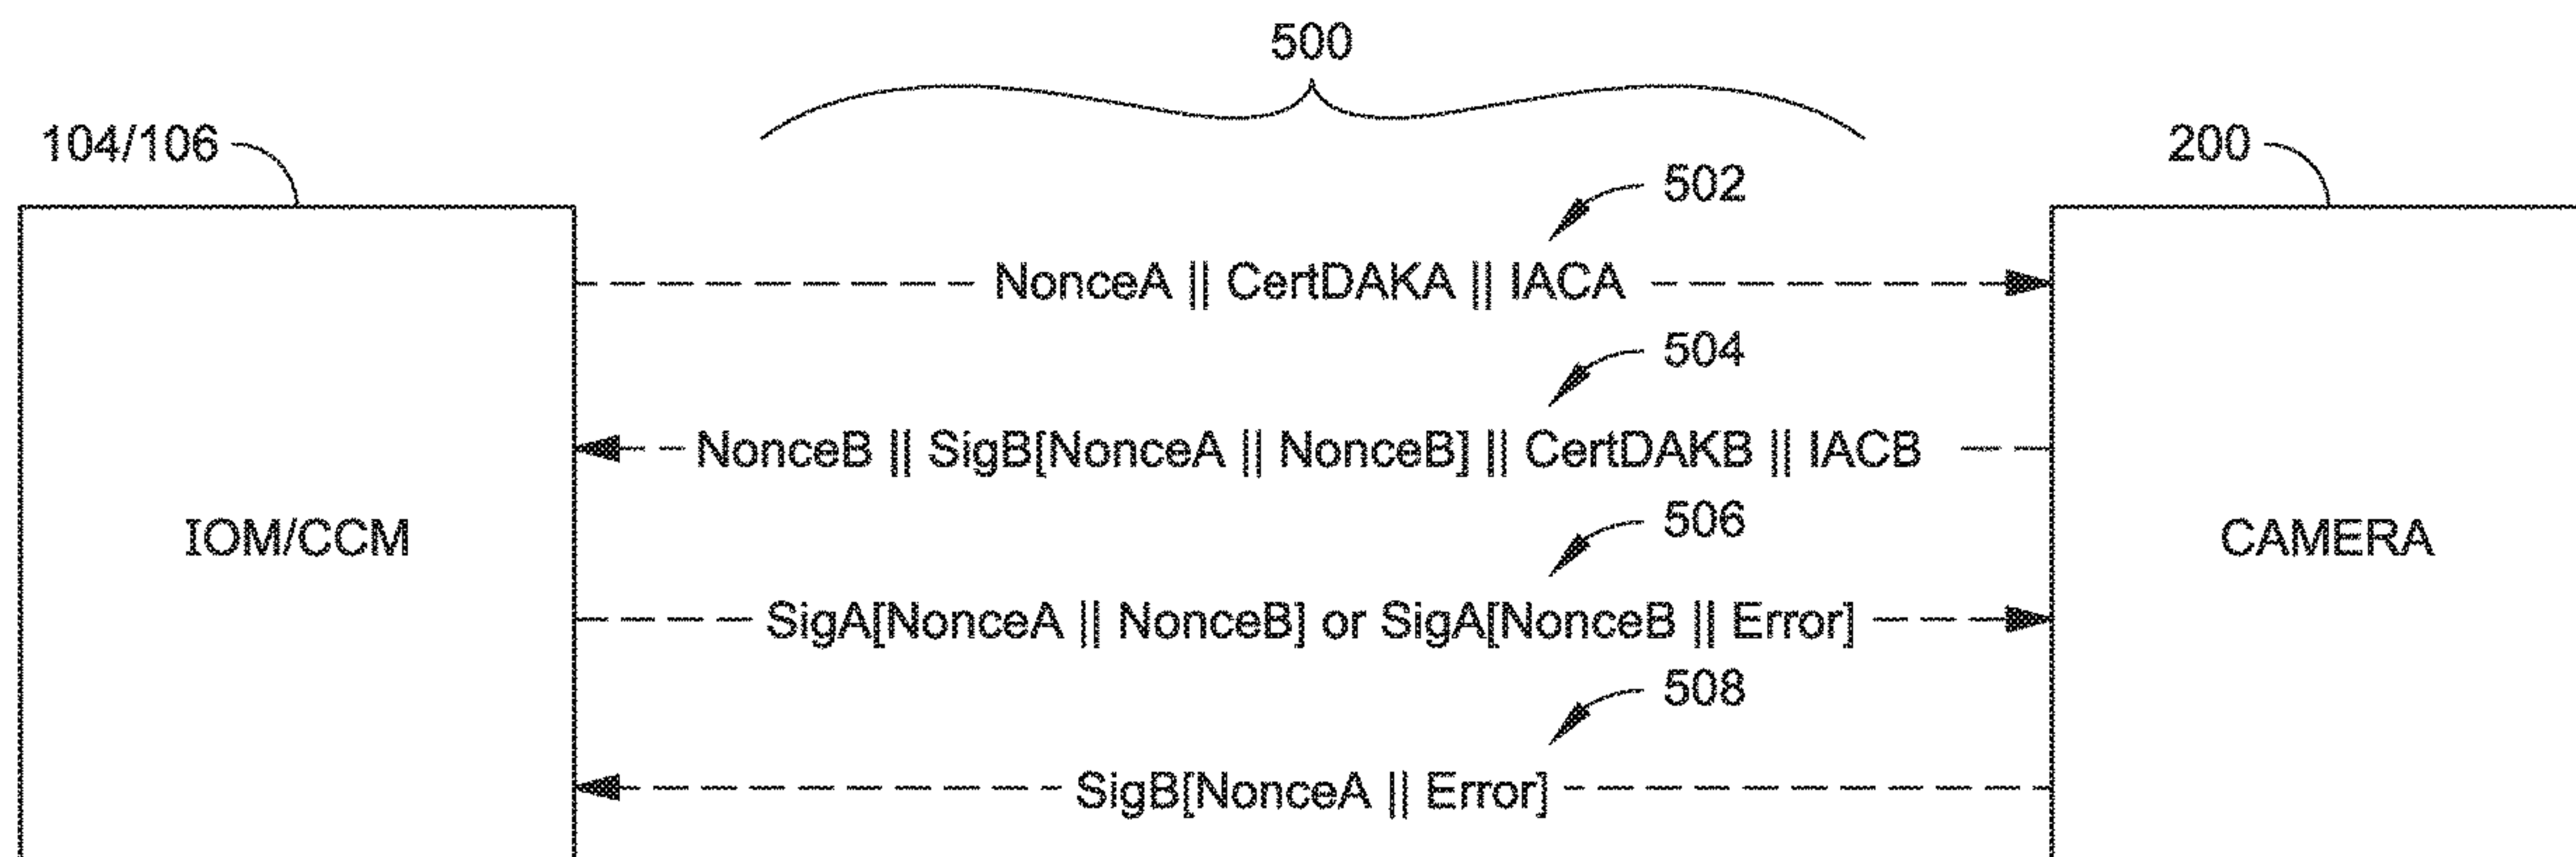 500
104/106
200
502
NonceA || CertDAKA || IACA
504
NonceB || SigB[NonceA || NonceB] || CertDAKB || IACB
506
IOM/CCM
CAMERA
SigA[NonceA || NonceB] or SigA[NonceB || Error]
508
SigB[NonceA || Error]